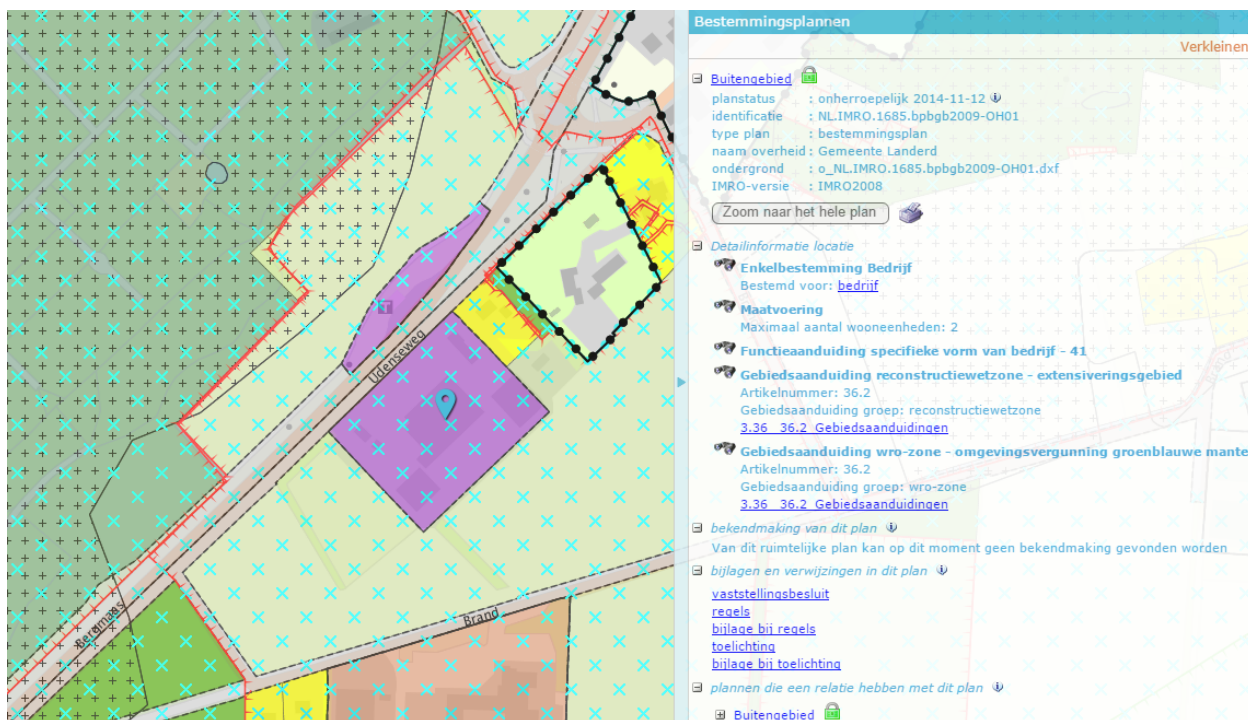 Bestemmingsplannen
Verkleinen
Buitengebied
planstatus : onherroepelijk 2014-11-12
identificatie : NL.IMRO.1685.bpbgb2009-OH01
type plan : bestemmingsplan
naam overheid : Gemeente Landerd
ondergrond : o_NL.IMRO.1685.bpbgb2009-OH01.dxf
IMRO-versie : IMRO2008
Zoom naar het hele plan
Detailinformatie locatie
Enkelbestemming Bedrijf
Bestemd voor: bedrijf
Maatvoering
Maximaal aantal wooneenheden: 2
Functieaanduiding specifieke vorm van bedrijf - 41
Gebiedsaanduiding reconstructiewetzone - extensiveringsgebied
Artikelnummer: 36.2
Gebiedsaanduiding groep: reconstructiewetzone
3.36 36.2 Gebiedsaanduidingen
Gebiedsaanduiding wro-zone - omgevingsvergunning groenblauwe mante
Artikelnummer: 36.2
Gebiedsaanduiding groep: wro-zone
3.36 36.2 Gebiedsaanduidingen
bekendmaking van dit plan
Van dit ruimtelijke plan kan op dit moment geen bekendmaking gevonden worden
bijlagen en verwijzingen in dit plan
vaststellingsbesluit
regels
bijlage bij regels
toelichting
bijlage bij toelichting
plannen die een relatie hebben met dit plan
Buitengebied
Udenseweg
Bergmaas
Brand